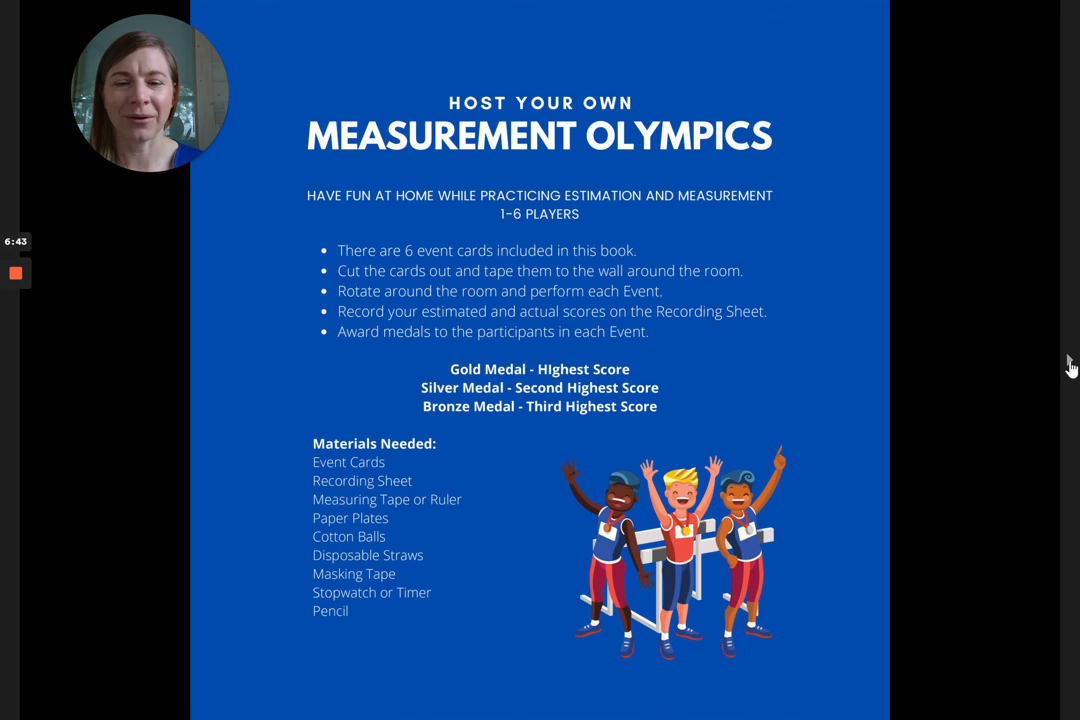 HOST YOUR OWN
MEASUREMENT OLYMPICS
HAVE FUN AT HOME WHILE PRACTICING ESTIMATION AND MEASUREMENT
1-6 PLAYERS
There are 6 event cards included in this book.
Cut the cards out and tape them to the wall around the room.
Rotate around the room and perform each Event.
Record your estimated and actual scores on the Recording Sheet.
Award medals to the participants in each Event.
Gold Medal - HIghest Score
Silver Medal - Second Highest Score
Bronze Medal - Third Highest Score
Materials Needed:
Event Cards
Recording Sheet
Measuring Tape or Ruler
Paper Plates
Cotton Balls
Disposable Straws
Masking Tape
Stopwatch or Timer
Pencil
6:43